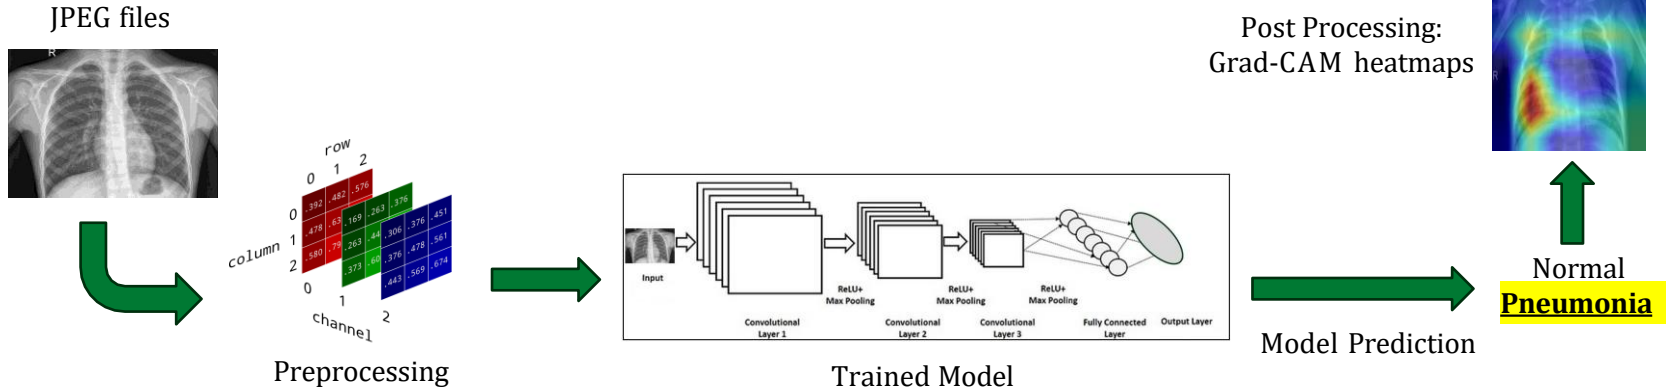 JPEG files
R
row
0 1 2
.392 .482 .576
.478 .63
.580 .79
.169 .263 .376
.263 .44
.373 .60
.306 .376 .451
.376 .478 .561
.443 .569 .674
0
column 1
2
0
1
2
channel
Preprocessing
Input
ReLU+
Max Pooling
ReLU+
Max Pooling
ReLU+
Max Pooling
Convolutional
Layer 1
Convolutional
Layer 2
Convolutional
Layer 3
Fully Connected
Layer
Output Layer
Trained Model
Model Prediction
Normal
Pneumonia
Post Processing:
Grad-CAM heatmaps
R